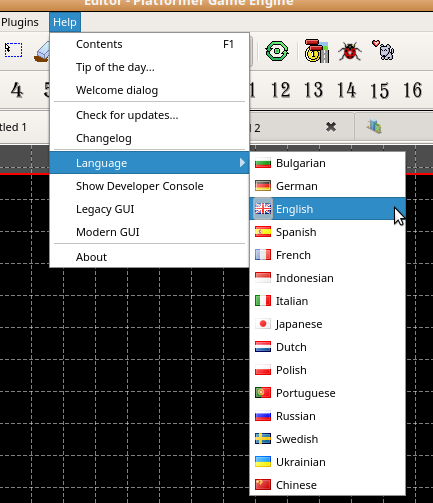 Editor - Platformer Game Engine
Plugins Help
Contents F1
Tip of the day...
Welcome dialog
Check for updates...
Changelog
Language
Show Developer Console
Legacy GUI
Modern GUI
About
4 5 11 12 13 14 15 16
tled 1
l 2
Bulgarian
German
English
Spanish
French
Indonesian
Italian
Japanese
Dutch
Polish
Portuguese
Russian
Swedish
Ukrainian
Chinese